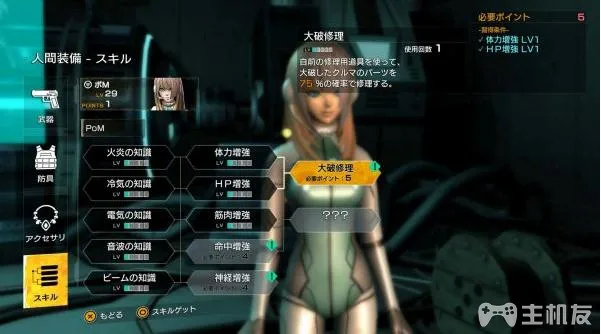 人間装備 - スキル
武器
防具
アクセサリ
スキル
ポM
LV 29
POINTS 1
PoM
大破修理
LV
使用回数 1
自前の修理用道具を使って、
大破したクルマのパーツを
75 %の確率で修理する。
必要ポイント 5
-習得条件-
✓ 体力増強 LV1
✓ HP増強 LV1
火炎の知識
LV
体力増強
LV
大破修理
必要ポイント：5
冷気の知識
LV
HP増強
LV
電気の知識
LV
筋肉増強
LV
???
音波の知識
LV
命中増強
必要ポイント：4
ビームの知識
LV
神経増強
必要ポイント：4
もどる
スキルゲット
主机友